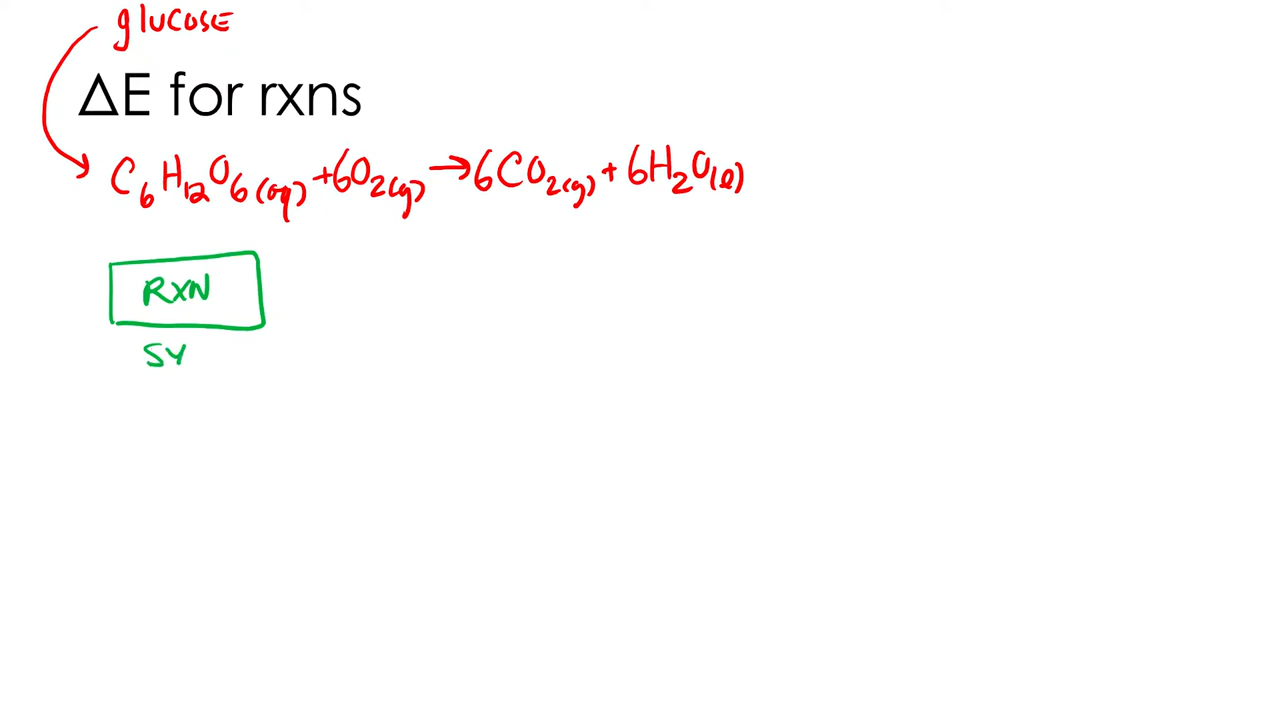 glucose
ΔE for rxns
C₆H₁₂O₆(aq) + 6O₂(g) → 6CO₂(g) + 6H₂O(l)
RXN
SY